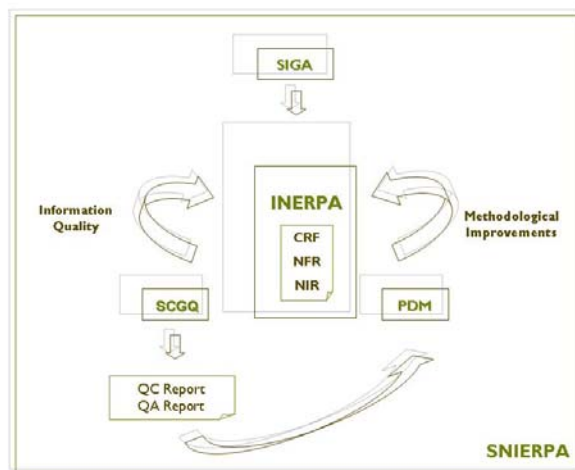 SIGA
INERPA
CRF
NFR
NIR
Information
Quality
Methodological
Improvements
SCGQ
PDM
QC Report
QA Report
SNIERPA